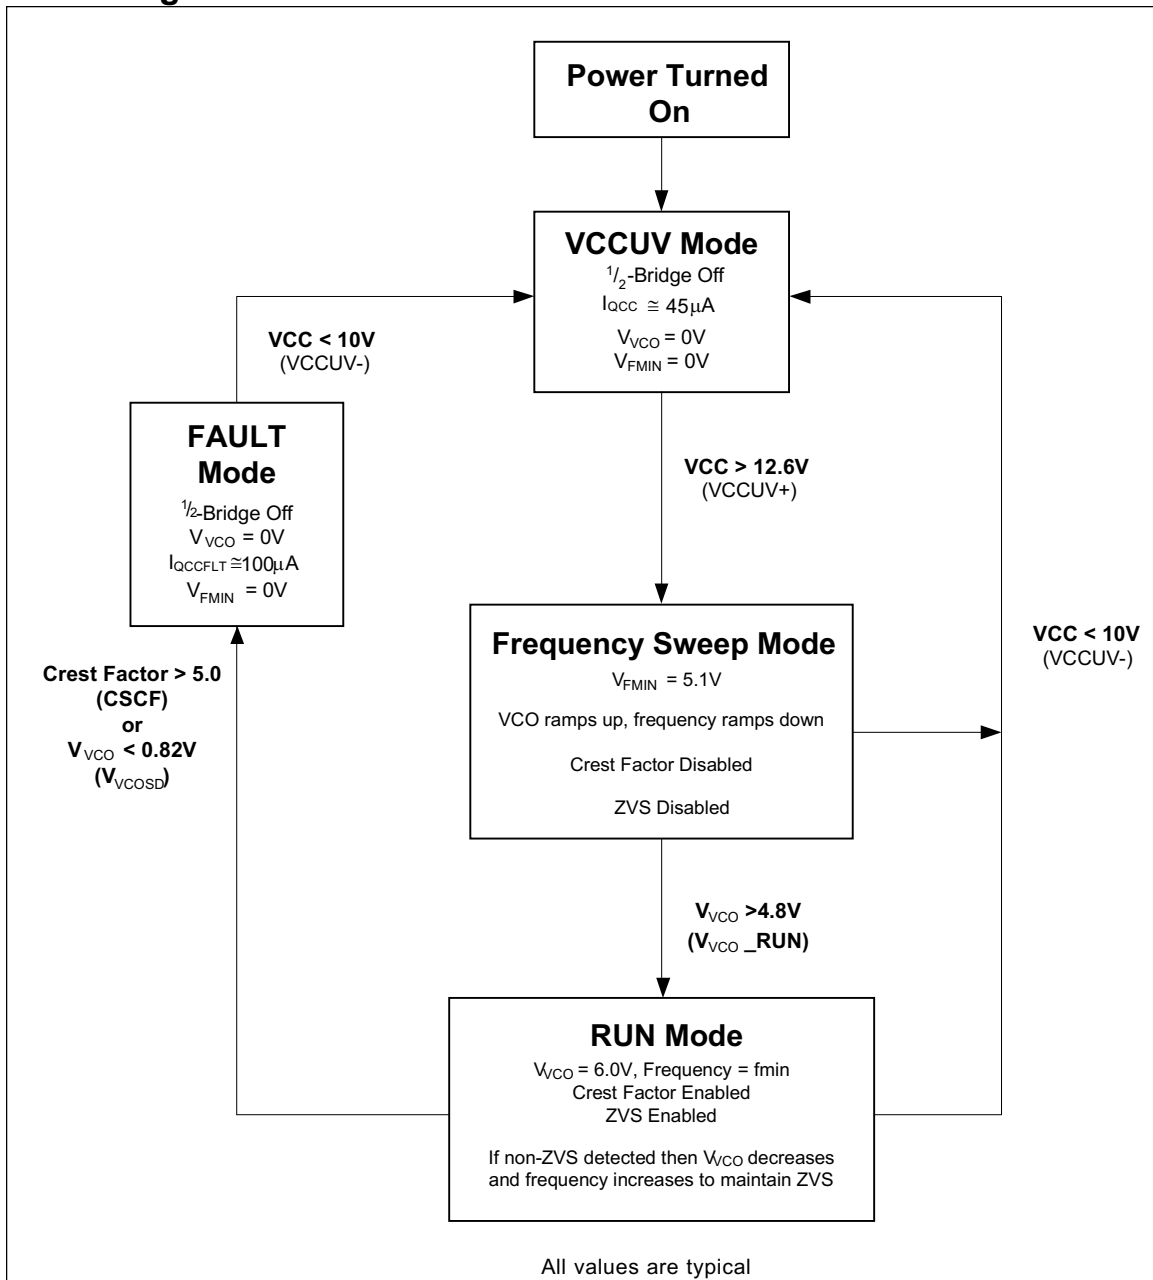 Power Turned
On
VCCUV Mode
1/2-Bridge Off
IQCC ≅ 45μA
VVCO = 0V
VFMIN = 0V
VCC < 10V
(VCCUV-)
FAULT
Mode
1/2-Bridge Off
VVCO = 0V
IQCCFLT ≅100μA
VFMIN = 0V
VCC > 12.6V
(VCCUV+)
Frequency Sweep Mode
VFMIN = 5.1V
VCO ramps up, frequency ramps down
Crest Factor Disabled
ZVS Disabled
VCC < 10V
(VCCUV-)
Crest Factor > 5.0
(CSCF)
or
VVCO < 0.82V
(VVCOSD)
VVCO >4.8V
(VVCO _RUN)
RUN Mode
VVCO = 6.0V, Frequency = fmin
Crest Factor Enabled
ZVS Enabled
If non-ZVS detected then VVCO decreases
and frequency increases to maintain ZVS
All values are typical